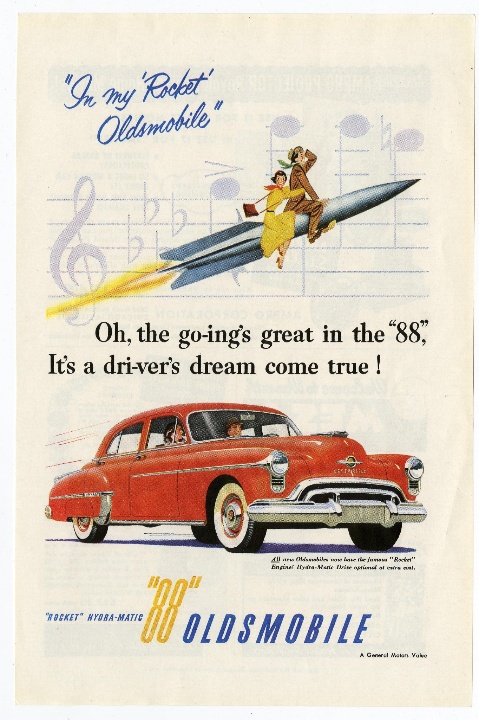 "In my 'Rocket'
Oldsmobile"
Oh, the go-ing's great in the "88",
It's a dri-ver's dream come true!
All new Oldsmobiles now have the famous "Rocket"
Engine! Hydra-Matic Drive optional at extra cost.
"ROCKET" HYDRA-MATIC "88" OLDSMOBILE
A General Motors Value